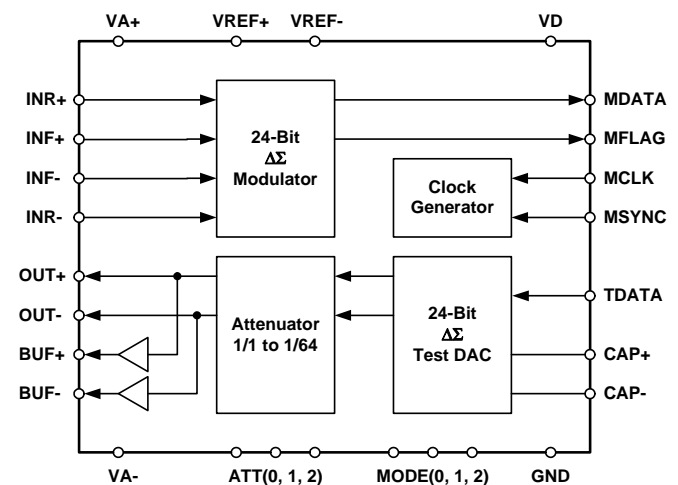 VA+ VREF+ VREF- VD
INR+
INF+
INF-
INR-
24-Bit
ΔΣ
Modulator
MDATA
MFLAG
Clock
Generator
MCLK
MSYNC
OUT+
OUT-
BUF+
BUF-
Attenuator
1/1 to 1/64
24-Bit
ΔΣ
Test DAC
TDATA
CAP+
CAP-
VA- ATT(0, 1, 2) MODE(0, 1, 2) GND